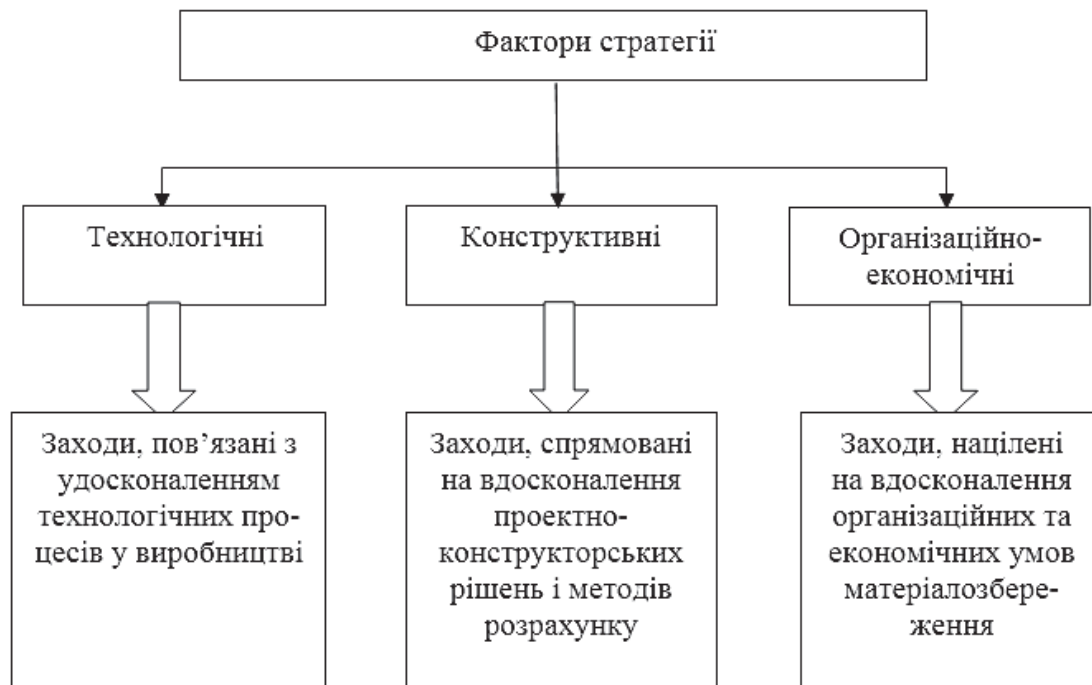 Фактори стратегії
Технологічні
Конструктивні
Організаційно-
економічні
Заходи, пов’язані з
удосконаленням
технологічних про-
цесів у виробництві
Заходи, спрямовані
на вдосконалення
проектно-
конструкторських
рішень і методів
розрахунку
Заходи, націлені
на вдосконалення
організаційних та
економічних умов
матеріалозбере-
ження